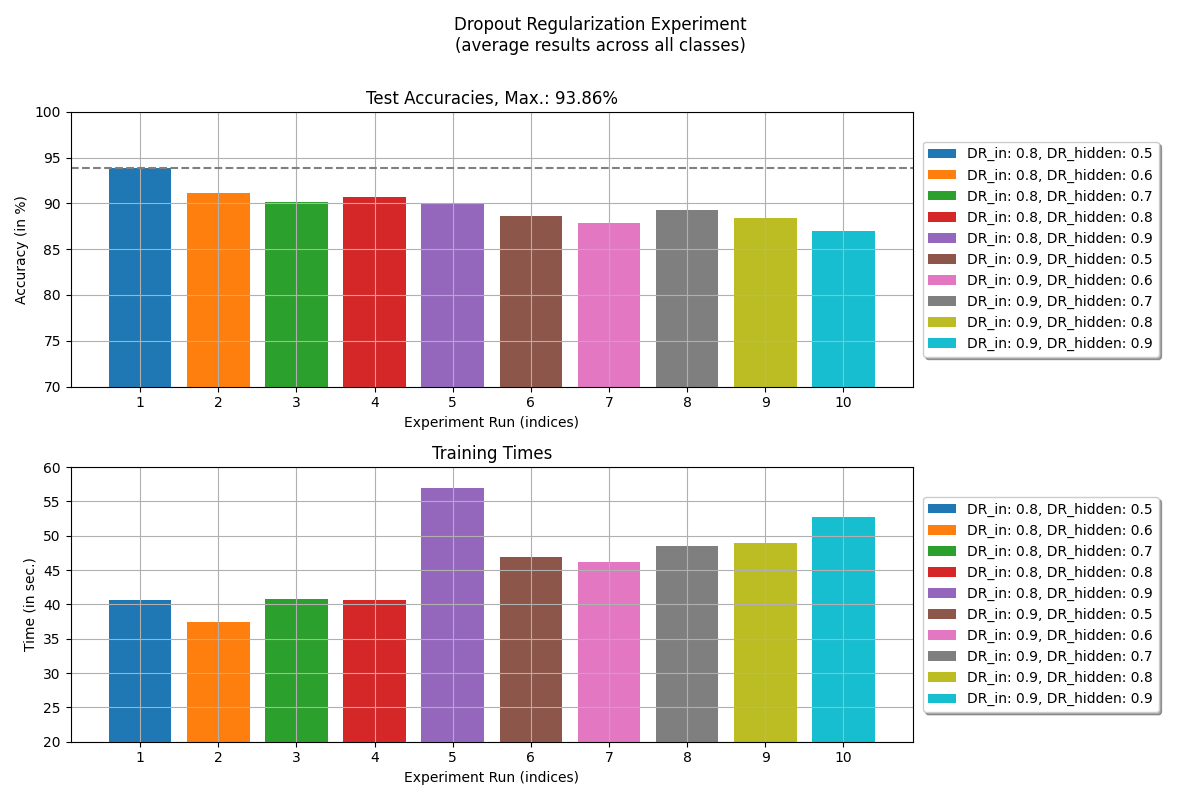 Dropout Regularization Experiment
(average results across all classes)
Test Accuracies, Max.: 93.86%
100
95
90
85
80
75
70
Accuracy (in %)
1 2 3 4 5 6 7 8 9 10
Experiment Run (indices)
DR_in: 0.8, DR_hidden: 0.5
DR_in: 0.8, DR_hidden: 0.6
DR_in: 0.8, DR_hidden: 0.7
DR_in: 0.8, DR_hidden: 0.8
DR_in: 0.8, DR_hidden: 0.9
DR_in: 0.9, DR_hidden: 0.5
DR_in: 0.9, DR_hidden: 0.6
DR_in: 0.9, DR_hidden: 0.7
DR_in: 0.9, DR_hidden: 0.8
DR_in: 0.9, DR_hidden: 0.9
Training Times
60
55
50
45
40
35
30
25
20
Time (in sec.)
1 2 3 4 5 6 7 8 9 10
Experiment Run (indices)
DR_in: 0.8, DR_hidden: 0.5
DR_in: 0.8, DR_hidden: 0.6
DR_in: 0.8, DR_hidden: 0.7
DR_in: 0.8, DR_hidden: 0.8
DR_in: 0.8, DR_hidden: 0.9
DR_in: 0.9, DR_hidden: 0.5
DR_in: 0.9, DR_hidden: 0.6
DR_in: 0.9, DR_hidden: 0.7
DR_in: 0.9, DR_hidden: 0.8
DR_in: 0.9, DR_hidden: 0.9